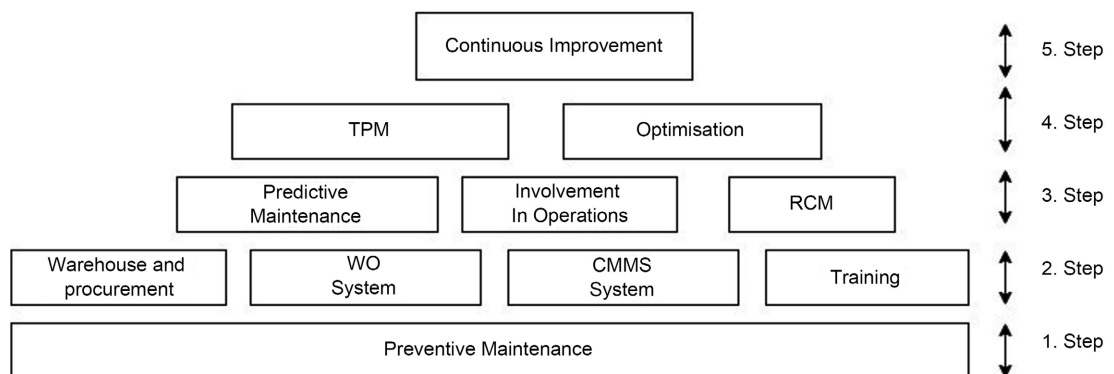 Continuous Improvement
5. Step
TPM
Optimisation
4. Step
Predictive
Maintenance
Involvement
In Operations
RCM
3. Step
Warehouse and
procurement
WO
System
CMMS
System
Training
2. Step
Preventive Maintenance
1. Step